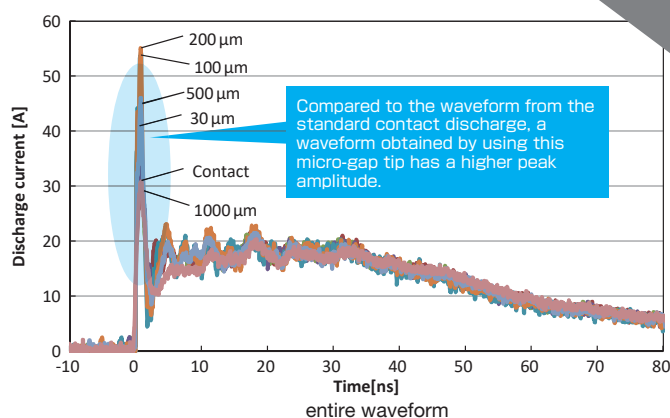 60
50
40
30
20
10
0
Discharge current [A]
200 μm
100 μm
500 μm
30 μm
Contact
1000 μm
Compared to the waveform from the
standard contact discharge, a
waveform obtained by using this
micro-gap tip has a higher peak
amplitude.
-10 0 10 20 30 40 50 60 70 80
Time[ns]
entire waveform